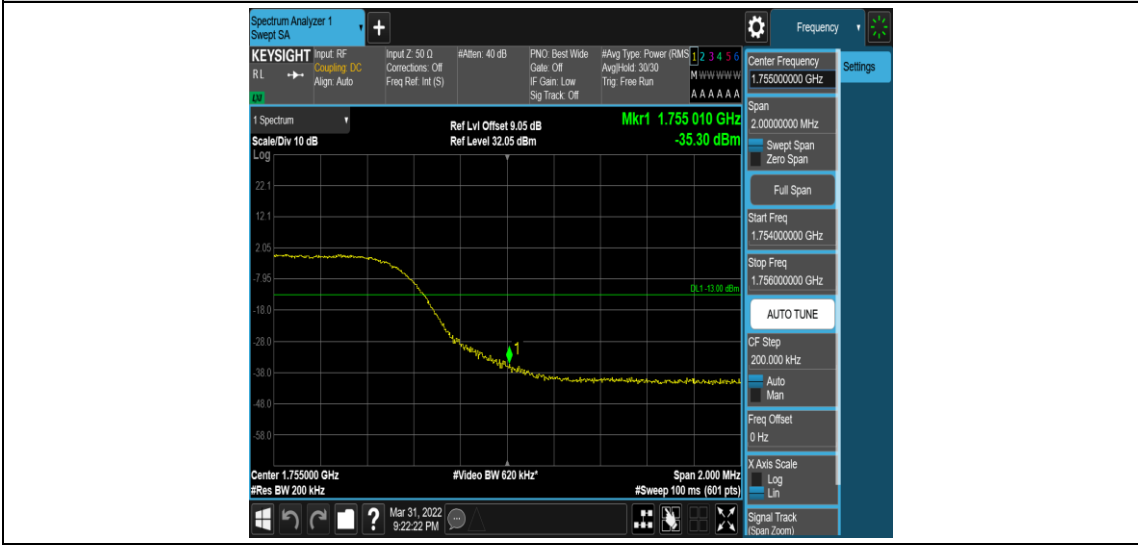 Spectrum Analyzer 1
Swept SA
+
Frequency
KEYSIGHT
RL
Input: RF
Coupling: DC
Align: Auto
Input Z: 50 Ω
Corrections: Off
Freq Ref: Int (S)
#Atten: 40 dB
PNO: Best Wide
Gate: Off
IF Gain: Low
Sig Track: Off
#Avg Type: Power (RMS
Avg|Hold: 30/30
Trig: Free Run
1 2 3 4 5 6
M W W W W W
A A A A A A
1 Spectrum
Scale/Div 10 dB
Log
Ref Lvl Offset 9.05 dB
Ref Level 32.05 dBm
Mkr1 1.755 010 GHz
-35.30 dBm
22.1
12.1
2.05
-7.95
DL1 -13.00 dBm
-18.0
-28.0
1
-38.0
-48.0
-58.0
Center 1.755000 GHz
#Video BW 620 kHz*
Span 2.000 MHz
#Res BW 200 kHz
#Sweep 100 ms (601 pts)
?
Mar 31, 2022
9:22:22 PM
Center Frequency
1.755000000 GHz
Settings
Span
2.00000000 MHz
Swept Span
Zero Span
Full Span
Start Freq
1.754000000 GHz
Stop Freq
1.756000000 GHz
AUTO TUNE
CF Step
200.000 kHz
Auto
Man
Freq Offset
0 Hz
X Axis Scale
Log
Lin
Signal Track
(Span Zoom)